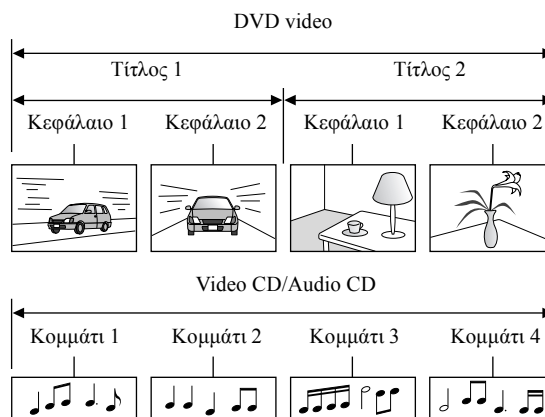 DVD video
Τίτλος 1 Τίτλος 2
Κεφάλαιο 1 Κεφάλαιο 2 Κεφάλαιο 1 Κεφάλαιο 2
Video CD/Audio CD
Κομμάτι 1 Κομμάτι 2 Κομμάτι 3 Κομμάτι 4